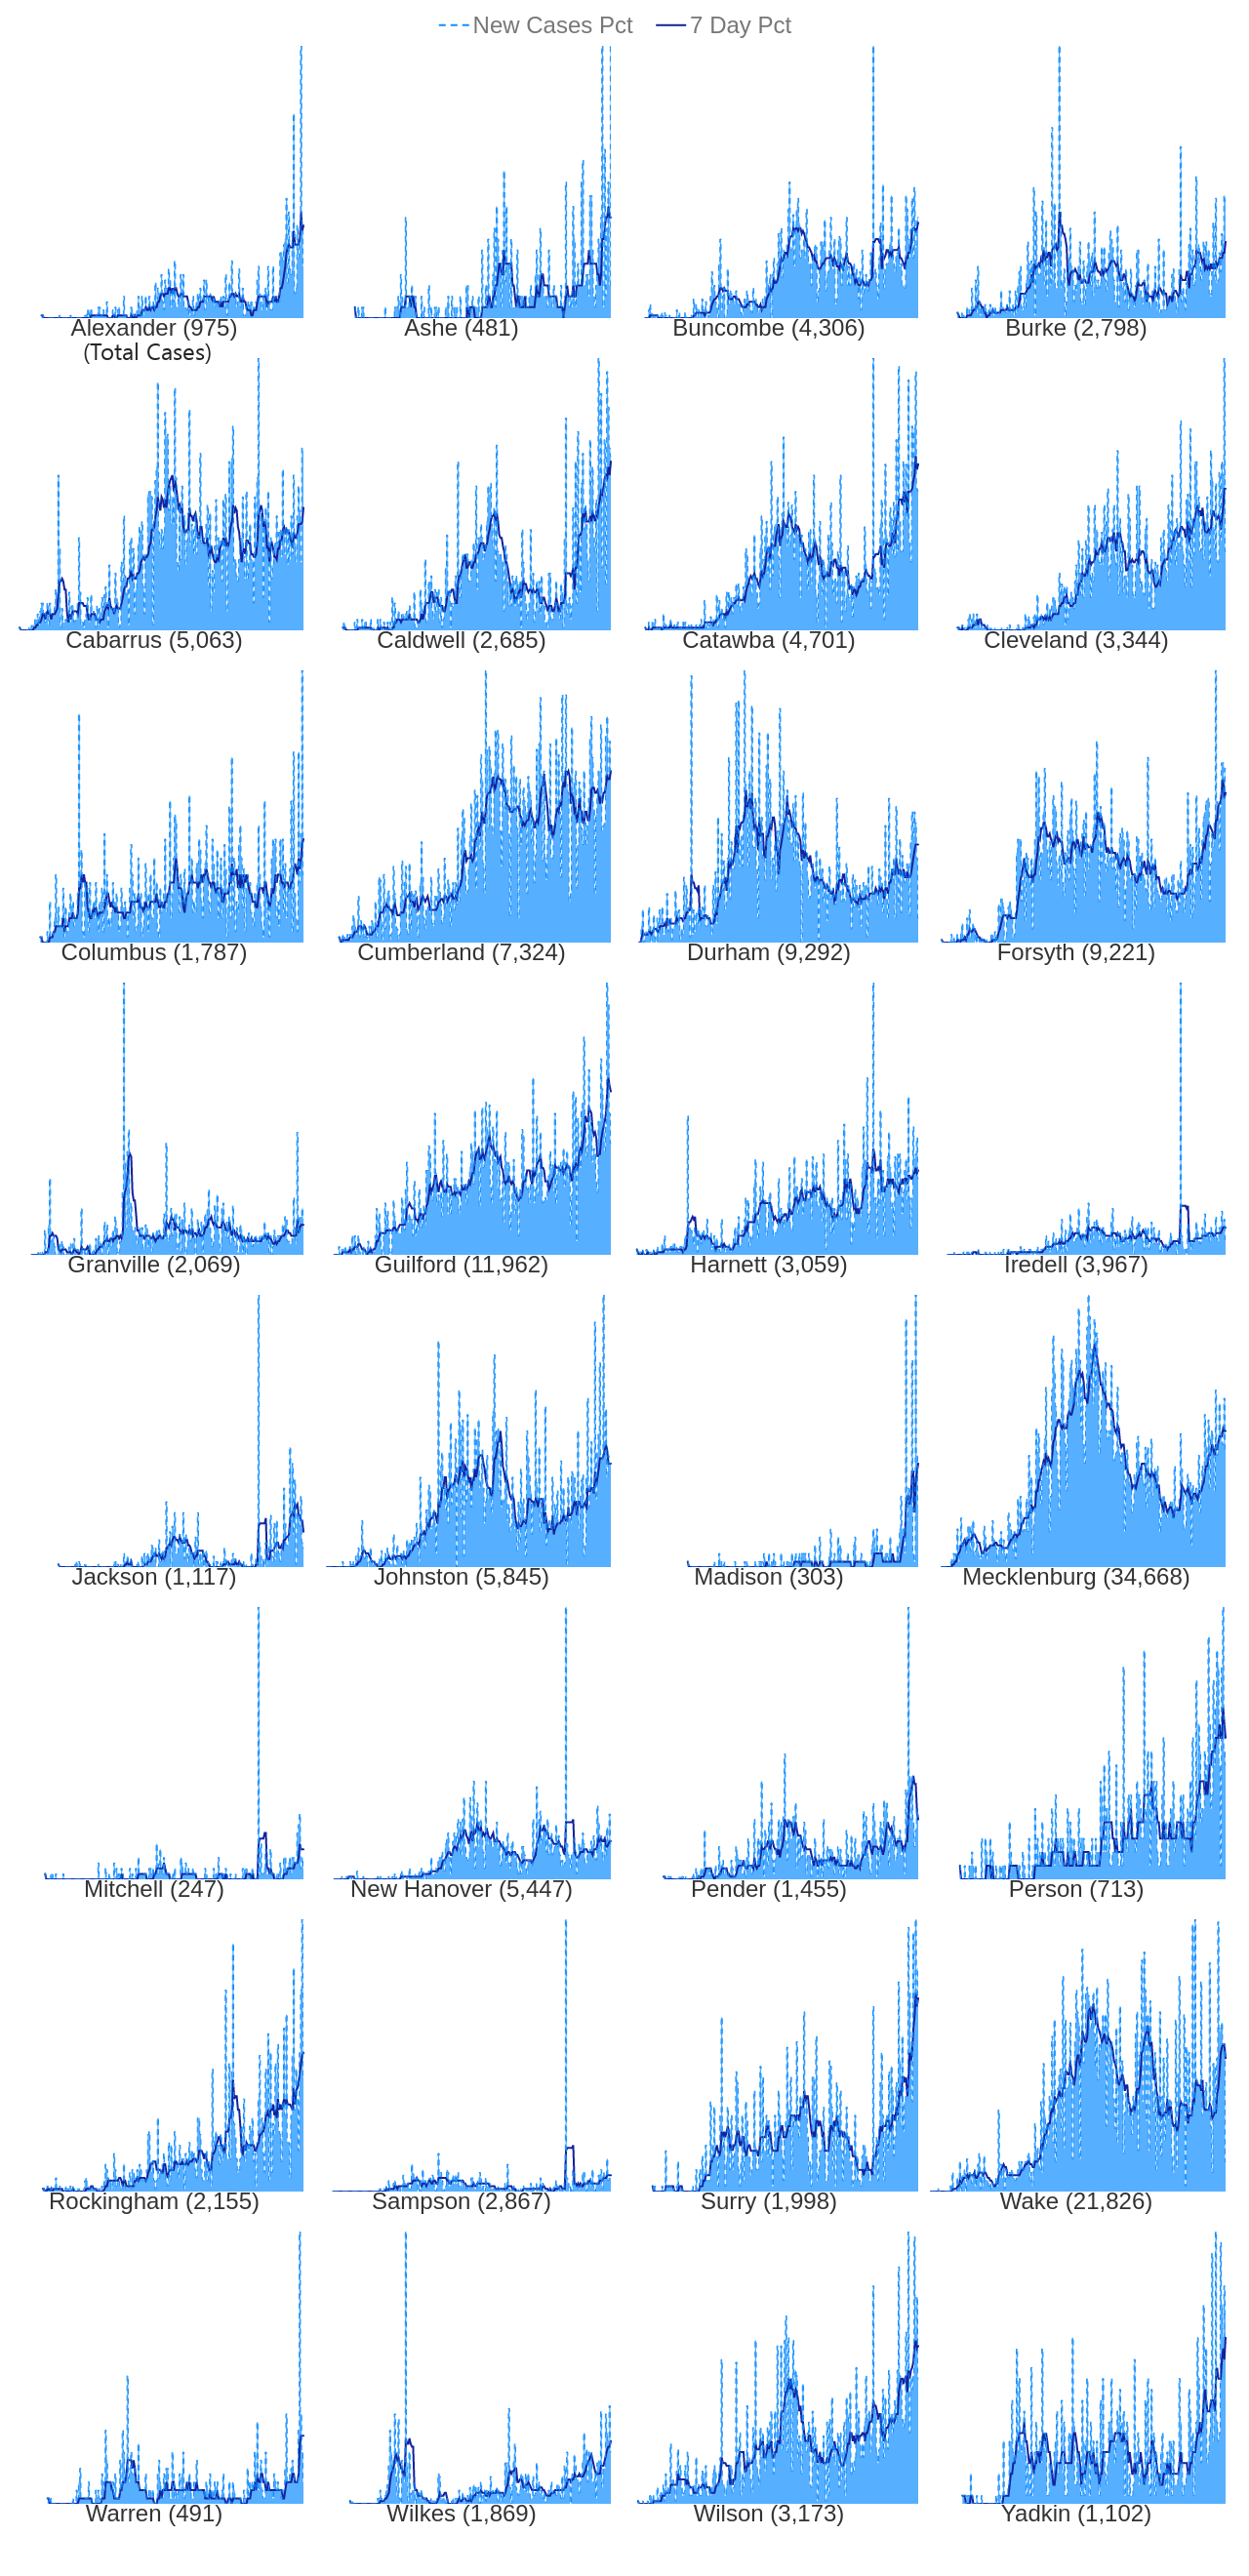 New Cases Pct 7 Day Pct
Alexander (975) Ashe (481) Buncombe (4,306) Burke (2,798)
(Total Cases)
Cabarrus (5,063) Caldwell (2,685) Catawba (4,701) Cleveland (3,344)
Columbus (1,787) Cumberland (7,324) Durham (9,292) Forsyth (9,221)
Granville (2,069) Guilford (11,962) Harnett (3,059) Iredell (3,967)
Jackson (1,117) Johnston (5,845) Madison (303) Mecklenburg (34,668)
Mitchell (247) New Hanover (5,447) Pender (1,455) Person (713)
Rockingham (2,155) Sampson (2,867) Surry (1,998) Wake (21,826)
Warren (491) Wilkes (1,869) Wilson (3,173) Yadkin (1,102)